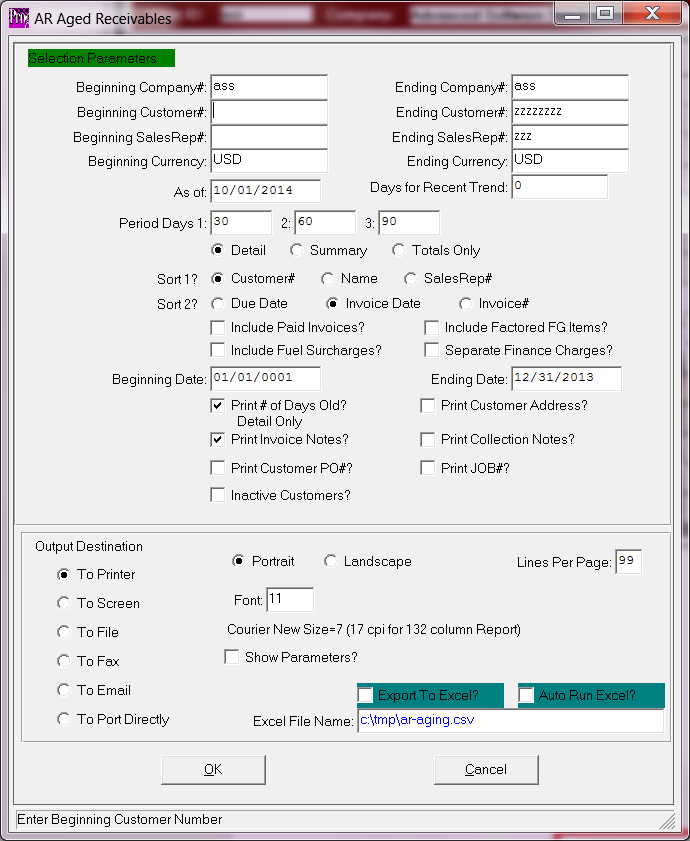 AR Aged Receivables
Selection Parameters
Beginning Company#: ass Ending Company#: ass
Beginning Customer#: Ending Customer#: zzzzzzzz
Beginning SalesRep#: Ending SalesRep#: zzz
Beginning Currency: USD Ending Currency: USD
As of: 10/01/2014 Days for Recent Trend: 0
Period Days 1: 30 2: 60 3: 90
Detail Summary Totals Only
Sort 1? Customer# Name SalesRep#
Sort 2? Due Date Invoice Date Invoice#
Include Paid Invoices? Include Factored FG Items?
Include Fuel Surcharges? Separate Finance Charges?
Beginning Date: 01/01/0001 Ending Date: 12/31/2013
Print # of Days Old? Print Customer Address?
Detail Only
Print Invoice Notes? Print Collection Notes?
Print Customer PO#? Print JOB#?
Inactive Customers?
Output Destination
Portrait Landscape Lines Per Page: 99
To Printer
To Screen Font: 11
To File Courier New Size=7 (17 cpi for 132 column Report)
To Fax Show Parameters?
To Email Export To Excel? Auto Run Excel?
To Port Directly Excel File Name: c:\tmp\ar-aging.csv
OK Cancel
Enter Beginning Customer Number